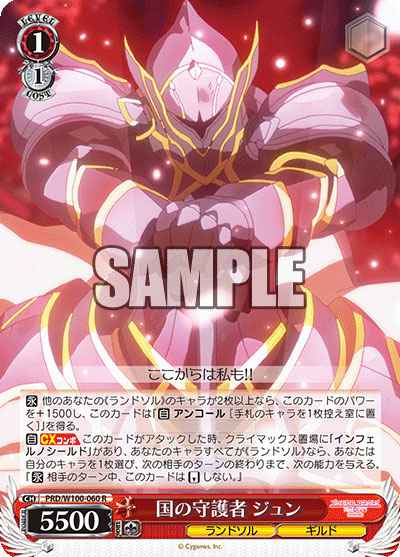 LEVEL
1
1
COST
SAMPLE
ここからは私も!!
【永】 他のあなたの《ランドソル》のキャラが2枚以上なら、このカードのパワー
を+1500し、このカードは『【自】 アンコール [手札のキャラを1枚控え室に置
く]』を得る。
【自】 CXコンボ このカードがアタックした時、クライマックス置場に「インフェ
ルノシールド」があり、あなたのキャラすべてが《ランドソル》なら、あなたは
自分のキャラを1枚選び、次の相手のターンの終わりまで、次の能力を与え
る。『【永】 相手のターン中、このカードは【】しない。』
CD PRD/W100-060 R
POWER 5500
SOUL
国の守護者 ジュン
ランドソル
ギルド
© Cygames, Inc.